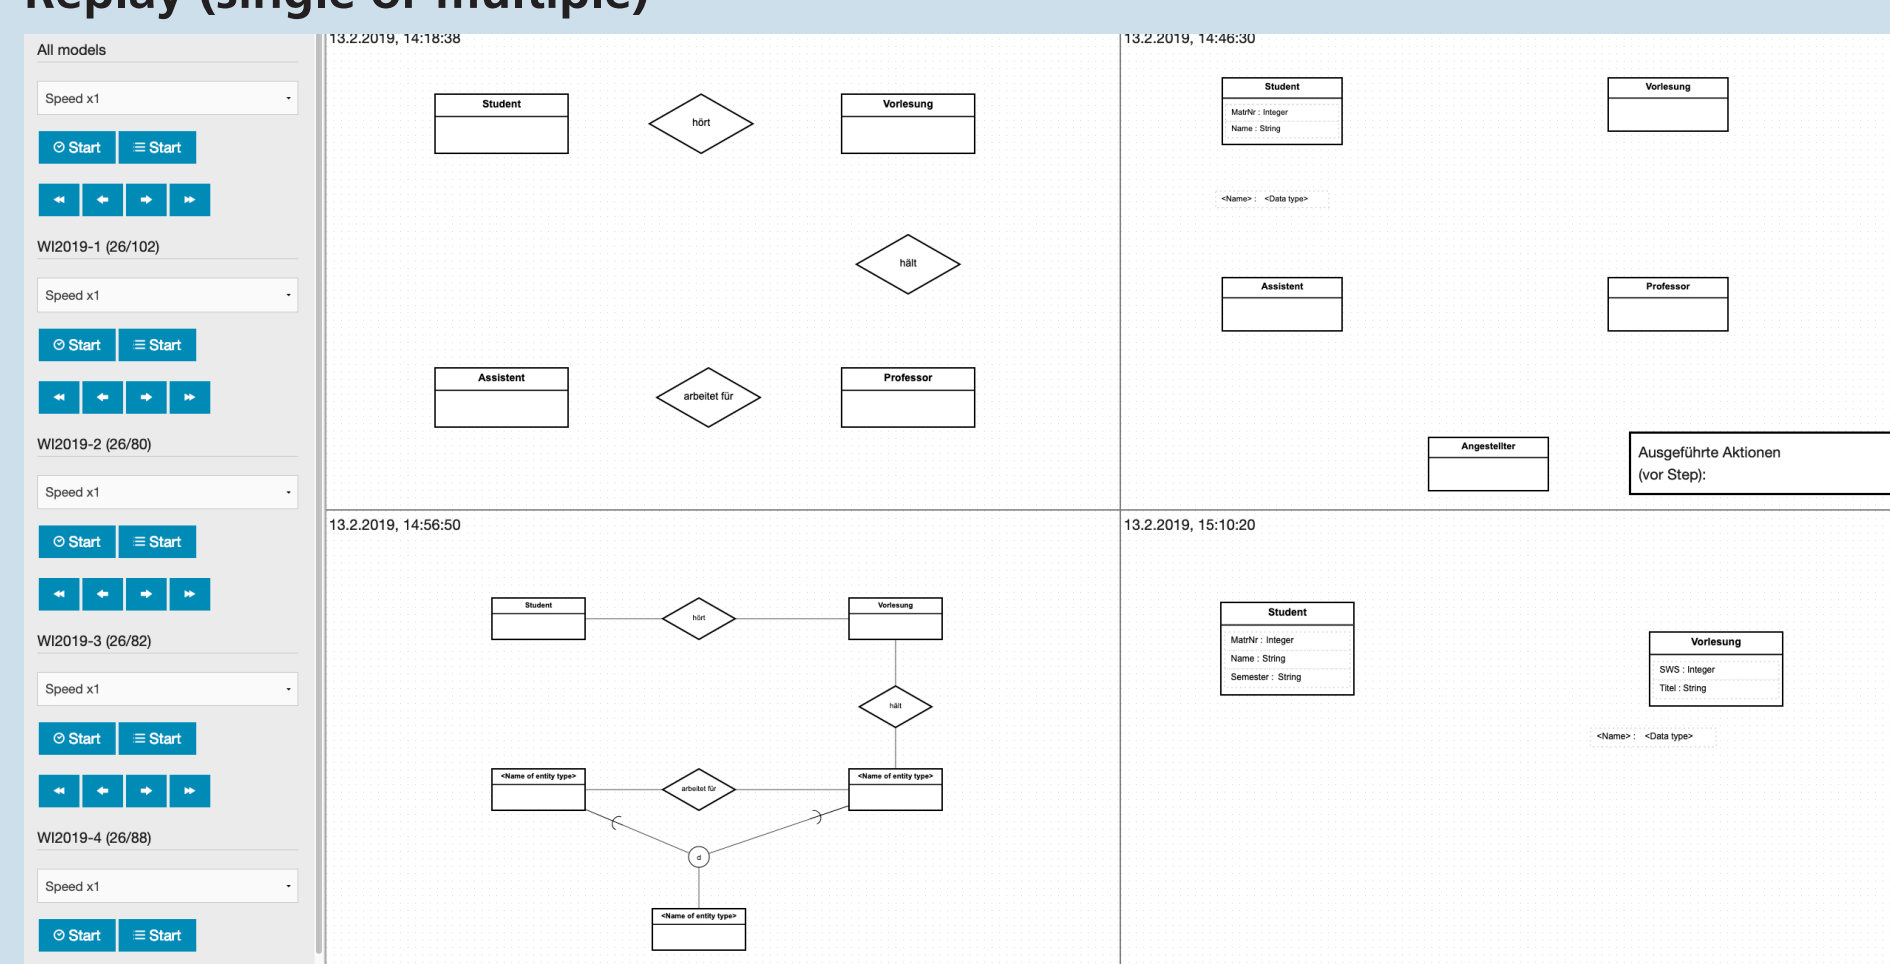 Replay (single or multiple)
All models
Speed x1
Start
Start
WI2019-1 (26/102)
Speed x1
Start
Start
WI2019-2 (26/80)
Speed x1
Start
Start
WI2019-3 (26/82)
Speed x1
Start
Start
WI2019-4 (26/88)
Speed x1
Start
Start
13.2.2019, 14:18:38
Student
hört
Vorlesung
hält
Assistent
arbeitet für
Professor
13.2.2019, 14:46:30
Student
MatrNr : Integer
Name : String
Vorlesung
<Name> : <Data type>
Assistent
Professor
Angestellter
Ausgeführte Aktionen
(vor Step):
13.2.2019, 14:56:50
Student
hört
Vorlesung
hält
<Name of entity type>
arbeitet für
<Name of entity type>
d
<Name of entity type>
13.2.2019, 15:10:20
Student
MatrNr : Integer
Name : String
Semester : String
Vorlesung
SWS : Integer
Titel : String
<Name> : <Data type>